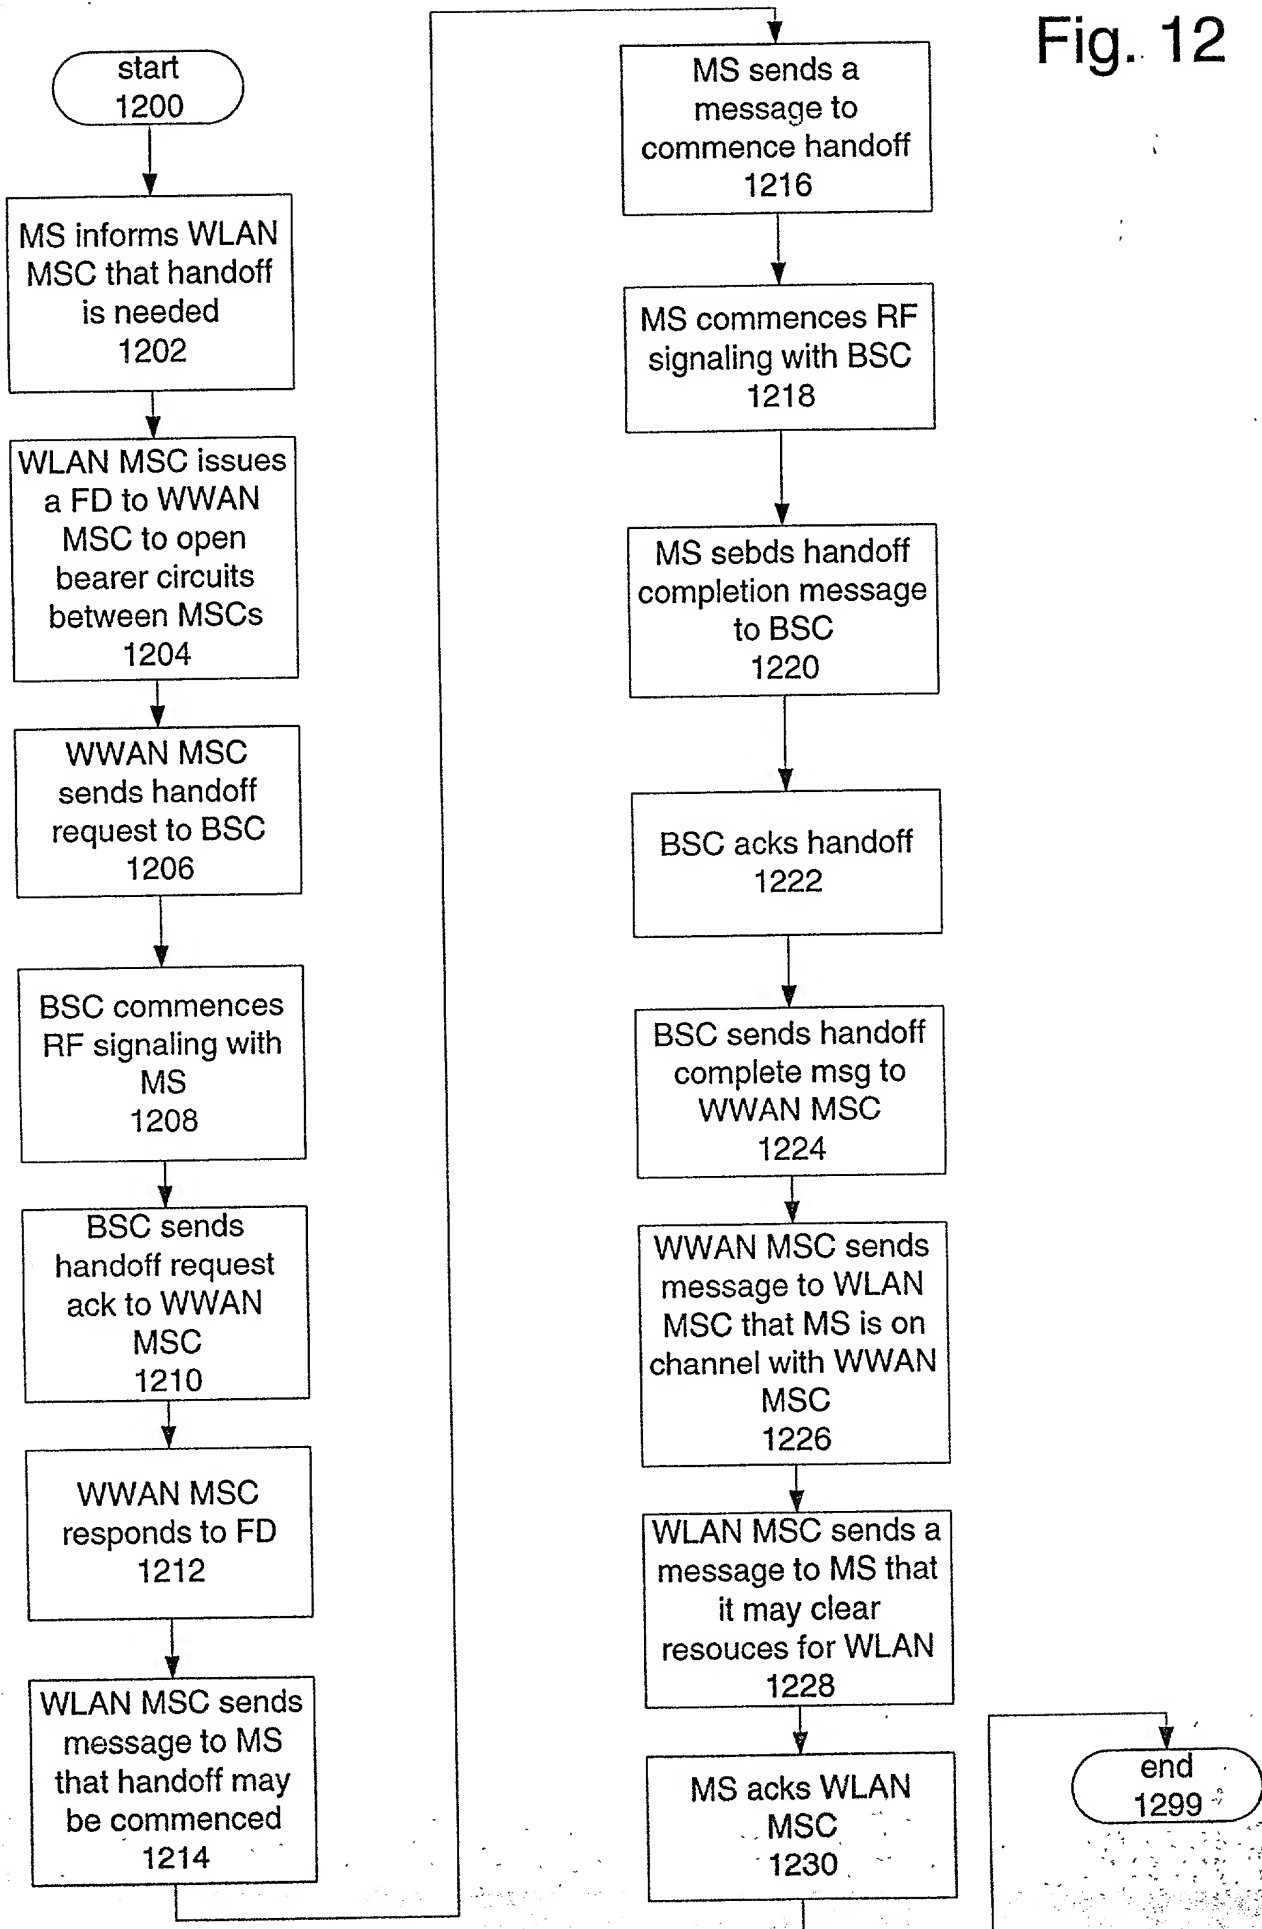 Fig. 12
start
1200
MS informs WLAN
MSC that handoff
is needed
1202
WLAN MSC issues
a FD to WWAN
MSC to open
bearer circuits
between MSCs
1204
WWAN MSC
sends handoff
request to BSC
1206
BSC commences
RF signaling with
MS
1208
BSC sends
handoff request
ack to WWAN
MSC
1210
WWAN MSC
responds to FD
1212
WLAN MSC sends
message to MS
that handoff may
be commenced
1214
MS sends a
message to
commence handoff
1216
MS commences RF
signaling with BSC
1218
MS sebds handoff
completion message
to BSC
1220
BSC acks handoff
1222
BSC sends handoff
complete msg to
WWAN MSC
1224
WWAN MSC sends
message to WLAN
MSC that MS is on
channel with WWAN
MSC
1226
WLAN MSC sends a
message to MS that
it may clear
resouces for WLAN
1228
MS acks WLAN
MSC
1230
end
1299